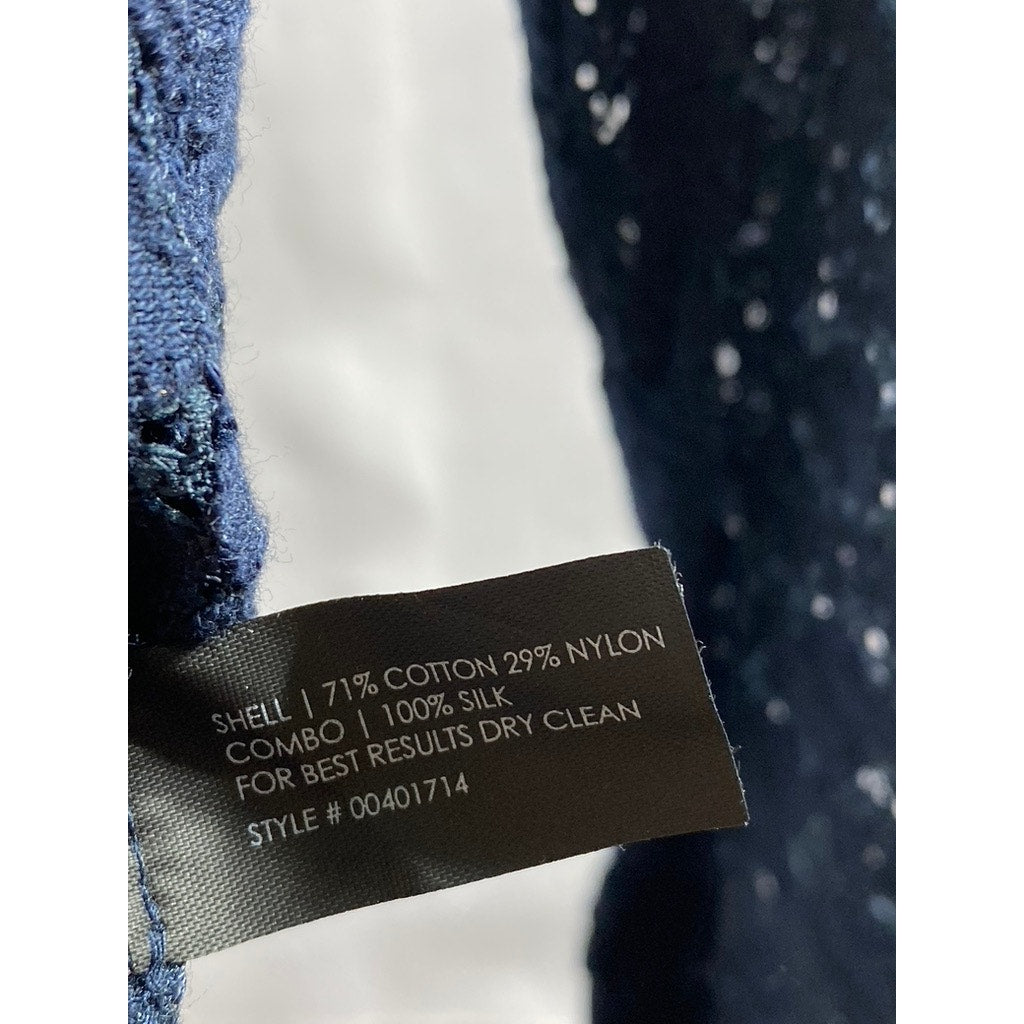 SHELL | 71% COTTON 29% NYLON
COMBO | 100% SILK
FOR BEST RESULTS DRY CLEAN
STYLE # 00401714